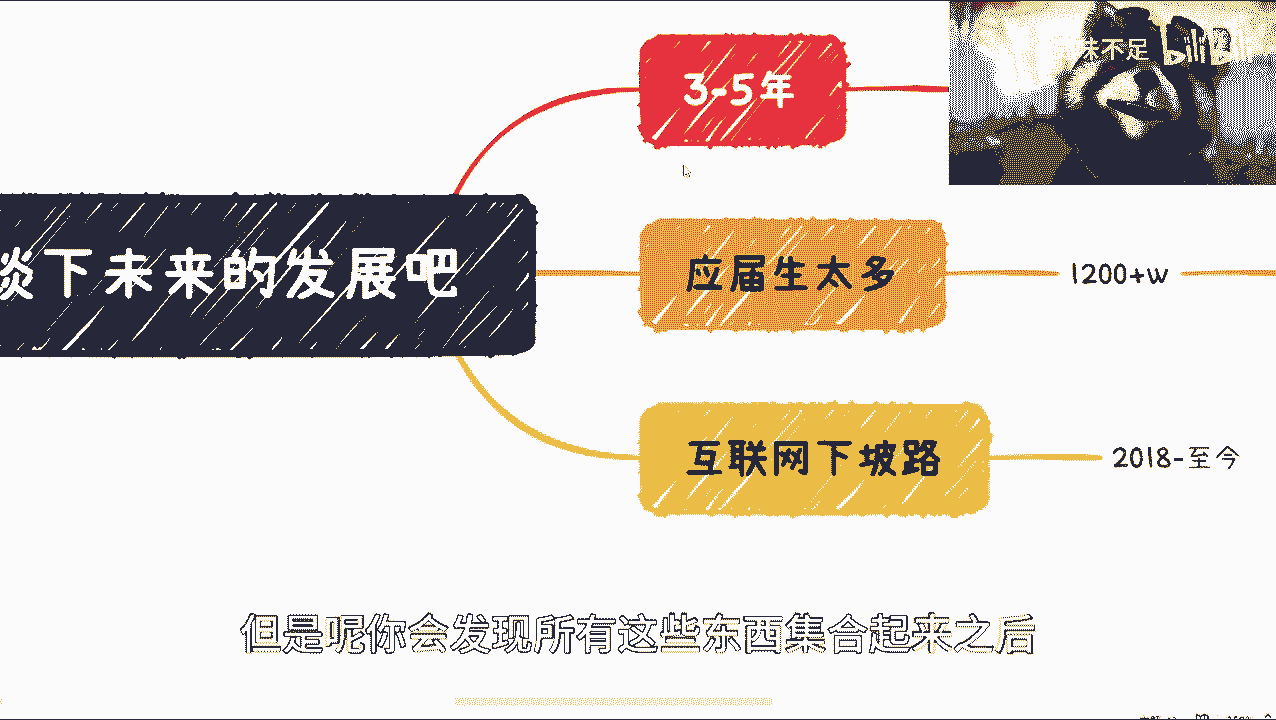 3-5年
味不足 bilibili
谈下未来的发展吧
应届生太多
1200+w
互联网下坡路
2018-至今
但是呢你会发现所有这些东西集合起来之后